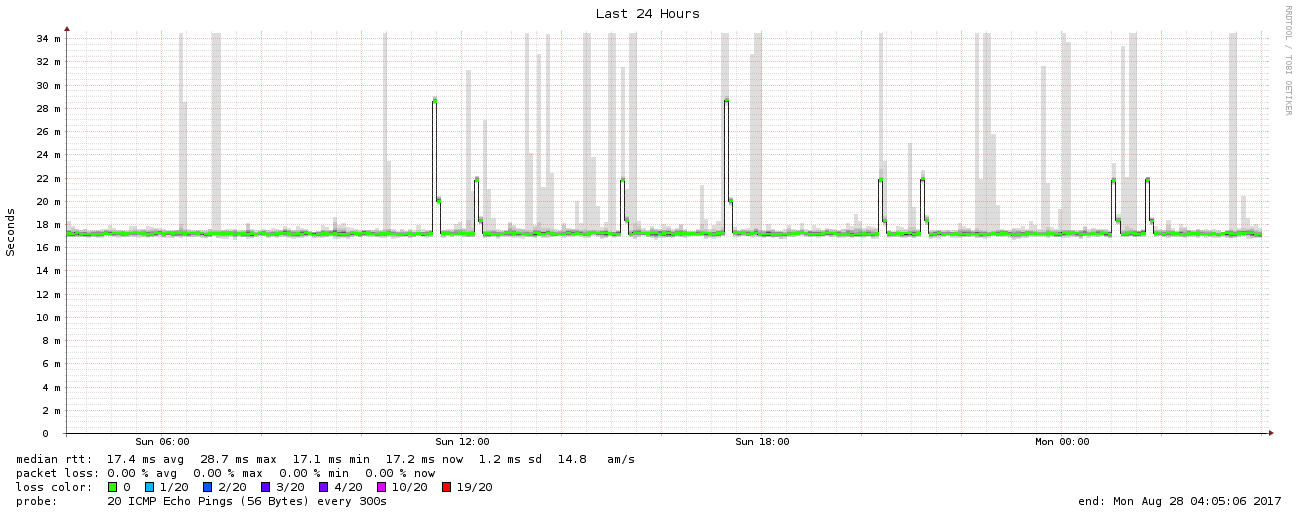 Last 24 Hours
RRDTOOL / TOBI OETIKER
Seconds
34 m
32 m
30 m
28 m
26 m
24 m
22 m
20 m
18 m
16 m
14 m
12 m
10 m
8 m
6 m
4 m
2 m
0
Sun 06:00 Sun 12:00 Sun 18:00 Mon 00:00
median rtt: 17.4 ms avg 28.7 ms max 17.1 ms min 17.2 ms now 1.2 ms sd 14.8 am/s
packet loss: 0.00 % avg 0.00 % max 0.00 % min 0.00 % now
loss color: 0 1/20 2/20 3/20 4/20 10/20 19/20
probe: 20 ICMP Echo Pings (56 Bytes) every 300s end: Mon Aug 28 04:05:06 2017